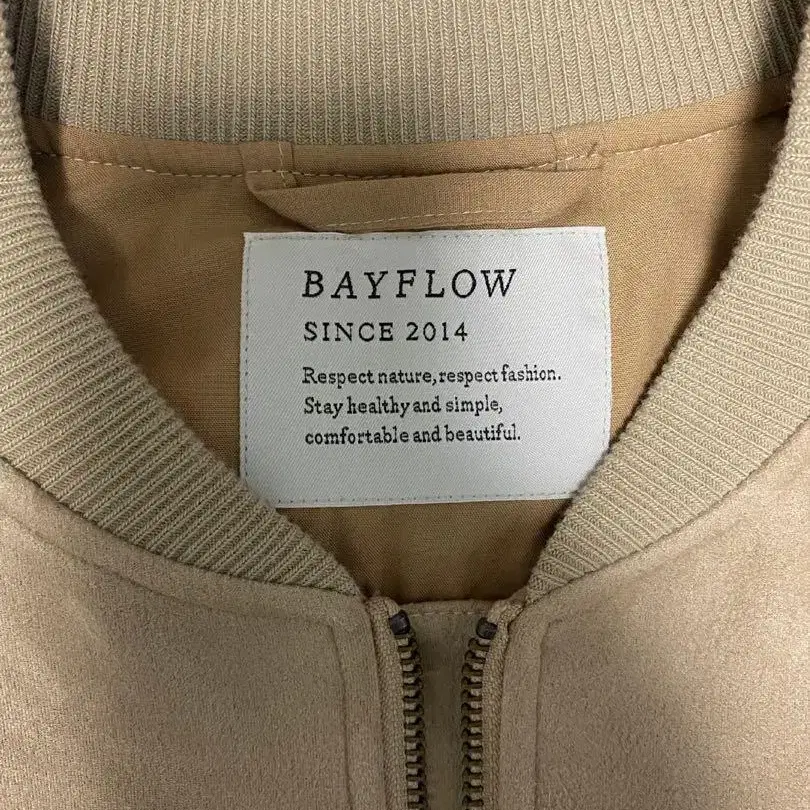 BAYFLOW
SINCE 2014
Respect nature, respect fashion.
Stay healthy and simple,
comfortable and beautiful.